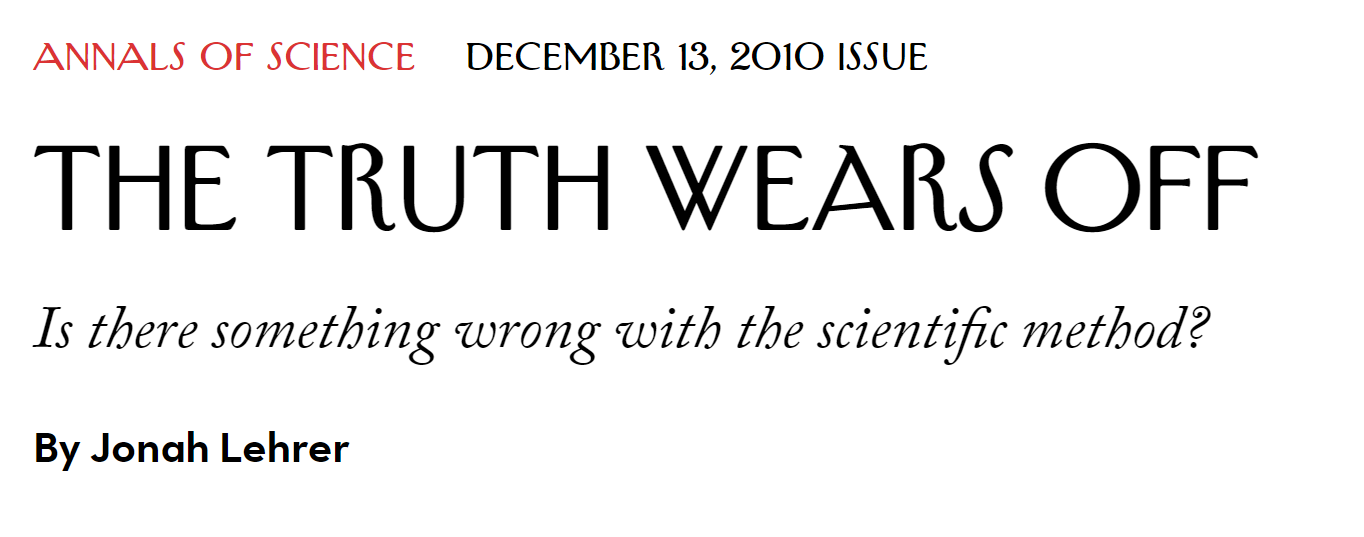 ANNALS OF SCIENCE DECEMBER 13, 2010 ISSUE
THE TRUTH WEARS OFF
Is there something wrong with the scientific method?
By Jonah Lehrer